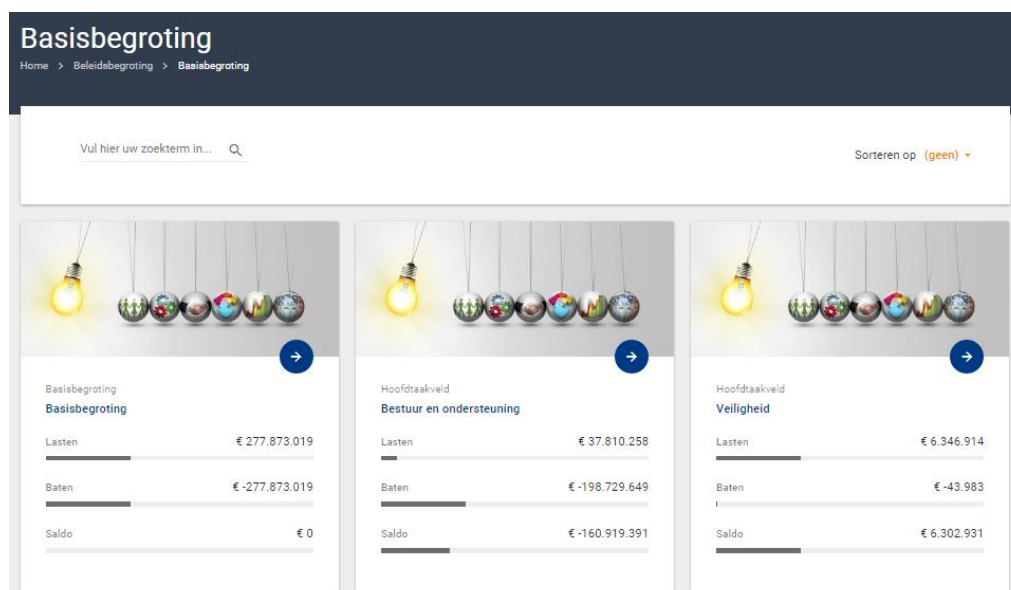 Basisbegroting
Home > Beleidsbegroting > Basisbegroting
Vul hier uw zoekterm in...
Sorteren op (geen)
Basisbegroting
Basisbegroting
Lasten € 277.873.019
Baten € -277.873.019
Saldo € 0
Hoofdtaakveld
Bestuur en ondersteuning
Lasten € 37.810.258
Baten € -198.729.649
Saldo € -160.919.391
Hoofdtaakveld
Veiligheid
Lasten € 6.346.914
Baten € -43.983
Saldo € 6.302.931